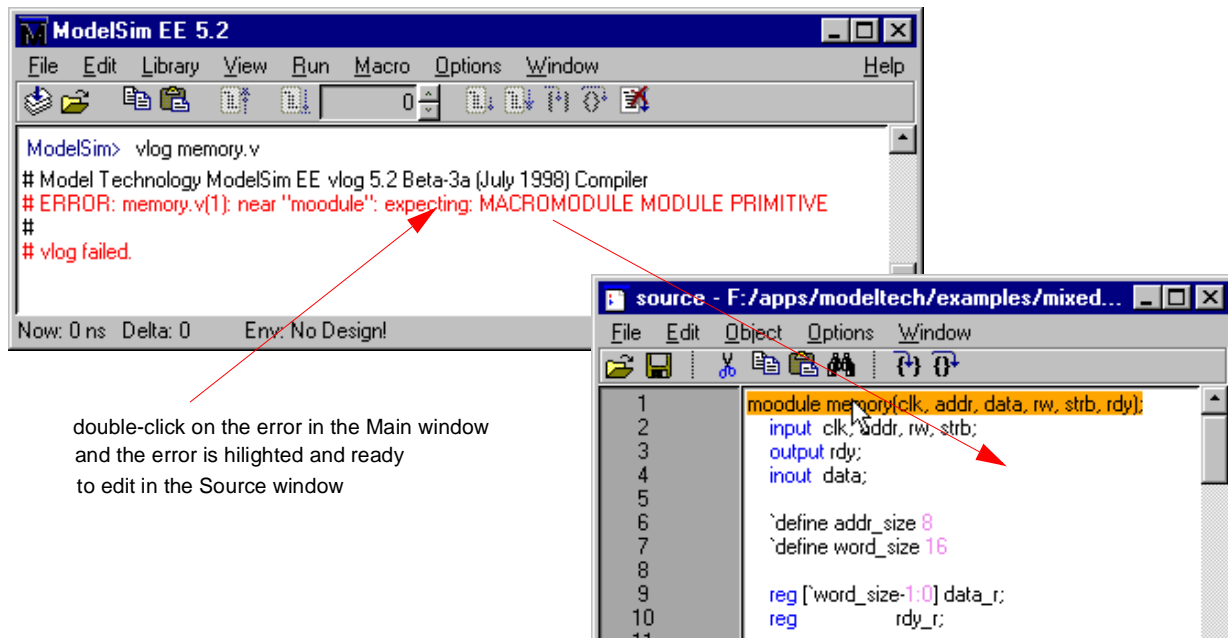 ModelSim EE 5.2
File Edit Library View Run Macro Options Window Help
0
ModelSim> vlog memory.v
# Model Technology ModelSim EE vlog 5.2 Beta-3a (July 1998) Compiler
# ERROR: memory.v(1): near "moodule": expecting: MACROMODULE MODULE PRIMITIVE
#
# vlog failed.
Now: 0 ns Delta: 0 Env: No Design!
double-click on the error in the Main window
and the error is hilighted and ready
to edit in the Source window
source - F:/apps/modeltech/examples/mixed...
File Edit Object Options Window
1 moodule memory(clk, addr, data, rw, strb, rdy);
2 input clk, addr, rw, strb;
3 output rdy;
4 inout data;
5
6 `define addr_size 8
7 `define word_size 16
8
9 reg [`word_size-1:0] data_r;
10 reg rdy_r;
11